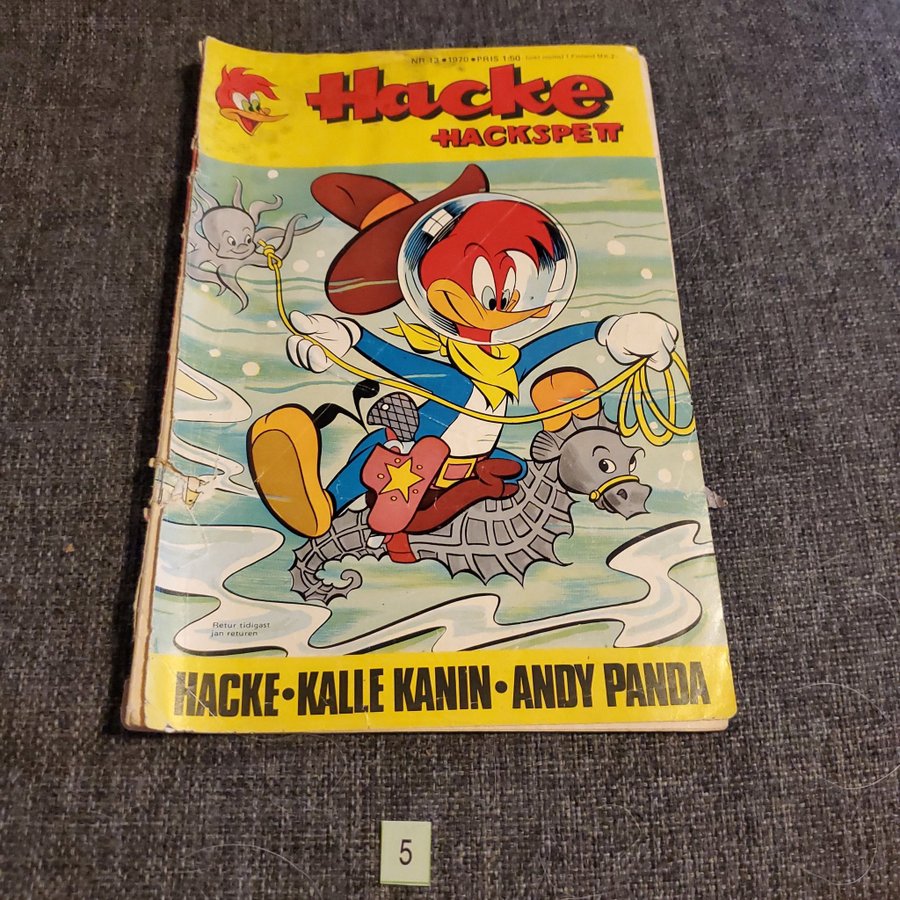 NR 13 • 1970 • PRIS 1:50
Hacke
HACKSPETT
Retur tidigast
jan returen
HACKE • KALLE KANIN • ANDY PANDA
5